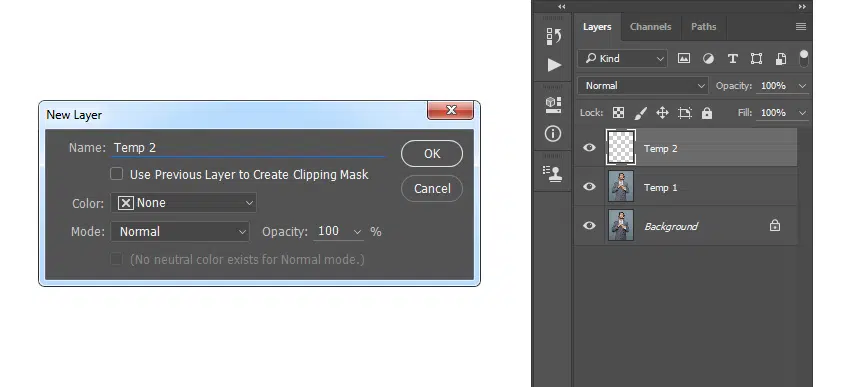 New Layer
Name: Temp 2
OK
Use Previous Layer to Create Clipping Mask
Cancel
Color: None
Mode: Normal Opacity: 100 %
(No neutral color exists for Normal mode.)
Layers Channels Paths
Kind
Normal Opacity: 100%
Lock: Fill: 100%
Temp 2
Temp 1
Background